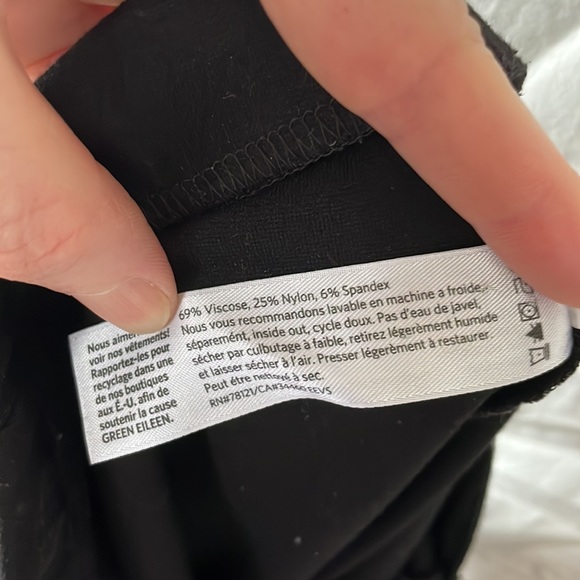 69% Viscose, 25% Nylon, 6% Spandex
Nous vous recommandons lavable en machine a froide,
séparement, inside out, cycle doux. Pas d'eau de javel,
sécher par culbutage à faible, retirez légèrement humide
et laisser sécher à l'air. Presser légèrement à restaurer.
Peut être nettoyé à sec.
Nous
voir nos vêtements!
Rapportez-les pour
recyclage dans une
de nos boutiques
aux É.-U. afin de
soutenir la cause
GREEN EILEEN.